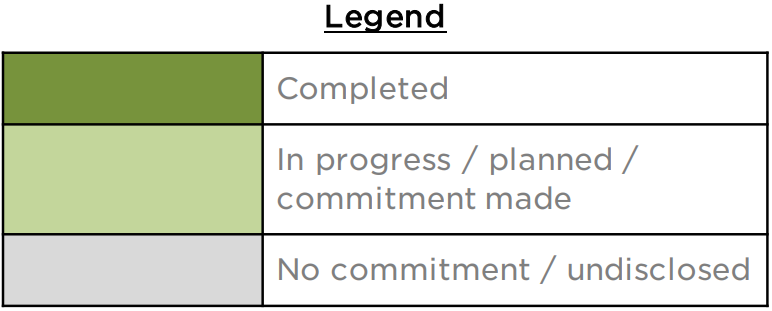 Legend
Completed
In progress / planned /
commitment made
No commitment / undisclosed